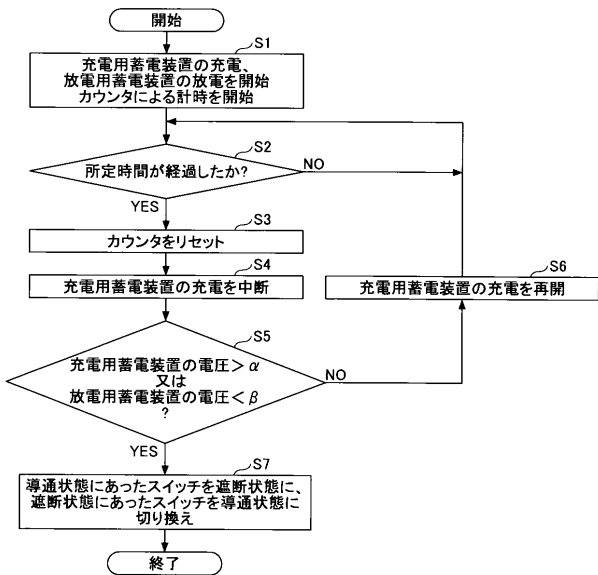 開始
S1
充電用蓄電装置の充電、
放電用蓄電装置の放電を開始
カウンタによる計時を開始
S2
所定時間が経過したか?
NO
YES
S3
カウンタをリセット
S4
充電用蓄電装置の充電を中断
S6
充電用蓄電装置の充電を再開
S5
充電用蓄電装置の電圧>α
又は
放電用蓄電装置の電圧<β
?
NO
YES
S7
導通状態にあったスイッチを遮断状態に、
遮断状態にあったスイッチを導通状態に
切り換え
終了